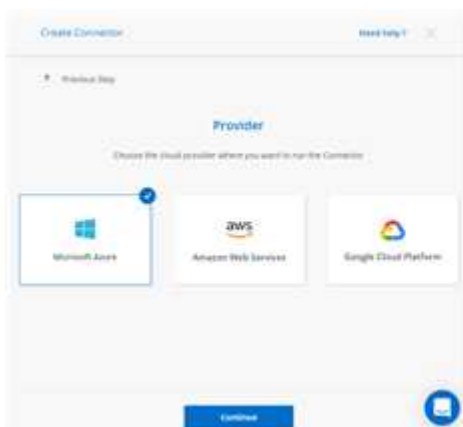 Create Connector
Need help?
Previous Step
Provider
Choose the cloud provider where you want to run the Connector
aws
Microsoft Azure
Amazon Web Services
Google Cloud Platform
Continue